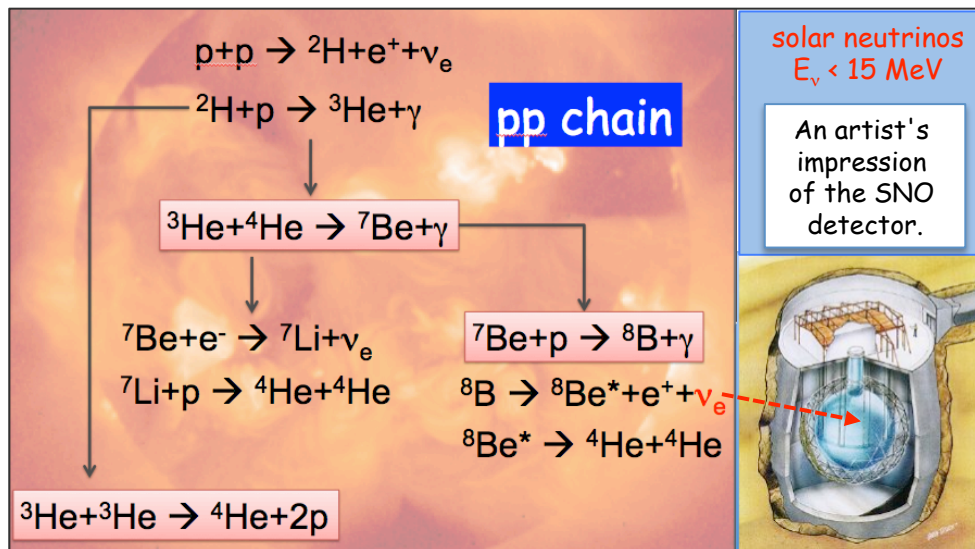 p+p → ²H+e⁺+νₑ
²H+p → ³He+γ
pp chain
³He+⁴He → ⁷Be+γ
⁷Be+e⁻ → ⁷Li+νₑ
⁷Li+p → ⁴He+⁴He
⁷Be+p → ⁸B+γ
⁸B → ⁸Be*+e⁺+νₑ
⁸Be* → ⁴He+⁴He
³He+³He → ⁴He+2p
solar neutrinos
Eᵥ < 15 MeV
An artist's
impression
of the SNO
detector.